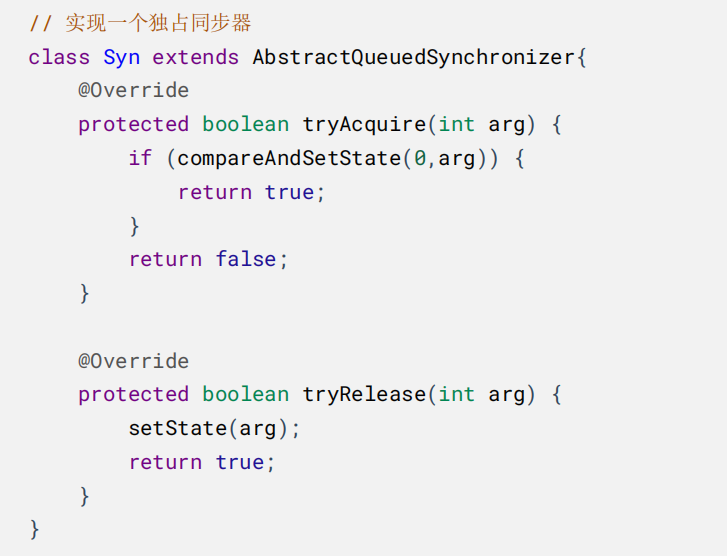 // 实现一个独占同步器
class Syn extends AbstractQueuedSynchronizer{
    @Override
    protected boolean tryAcquire(int arg) {
        if (compareAndSetState(0,arg)) {
            return true;
        }
        return false;
    }

    @Override
    protected boolean tryRelease(int arg) {
        setState(arg);
        return true;
    }
}